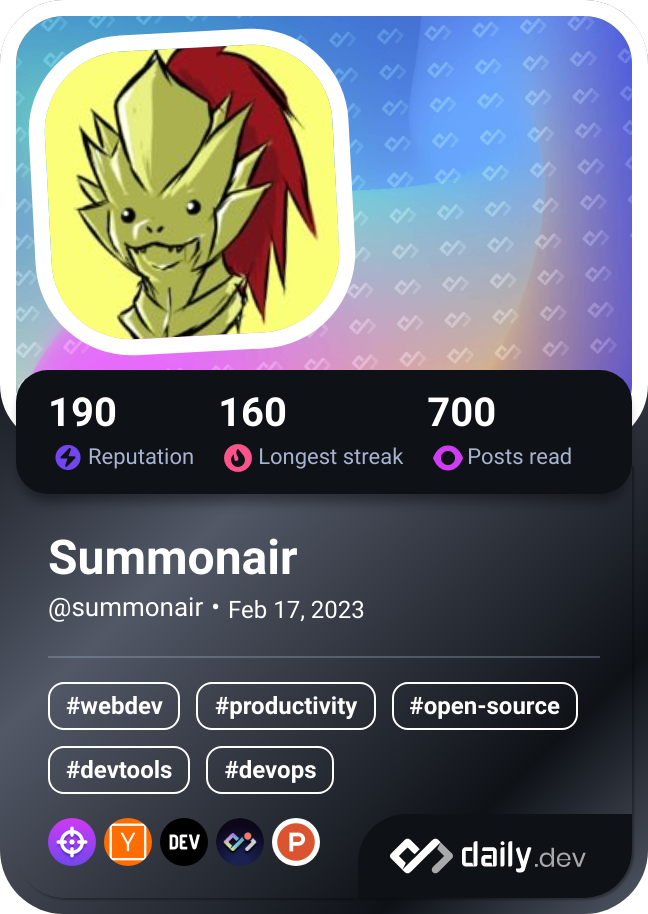 190 160 700
Reputation Longest streak Posts read
Summonair
@summonair • Feb 17, 2023
#webdev #productivity #open-source
#devtools #devops
Y DEV P
daily.dev